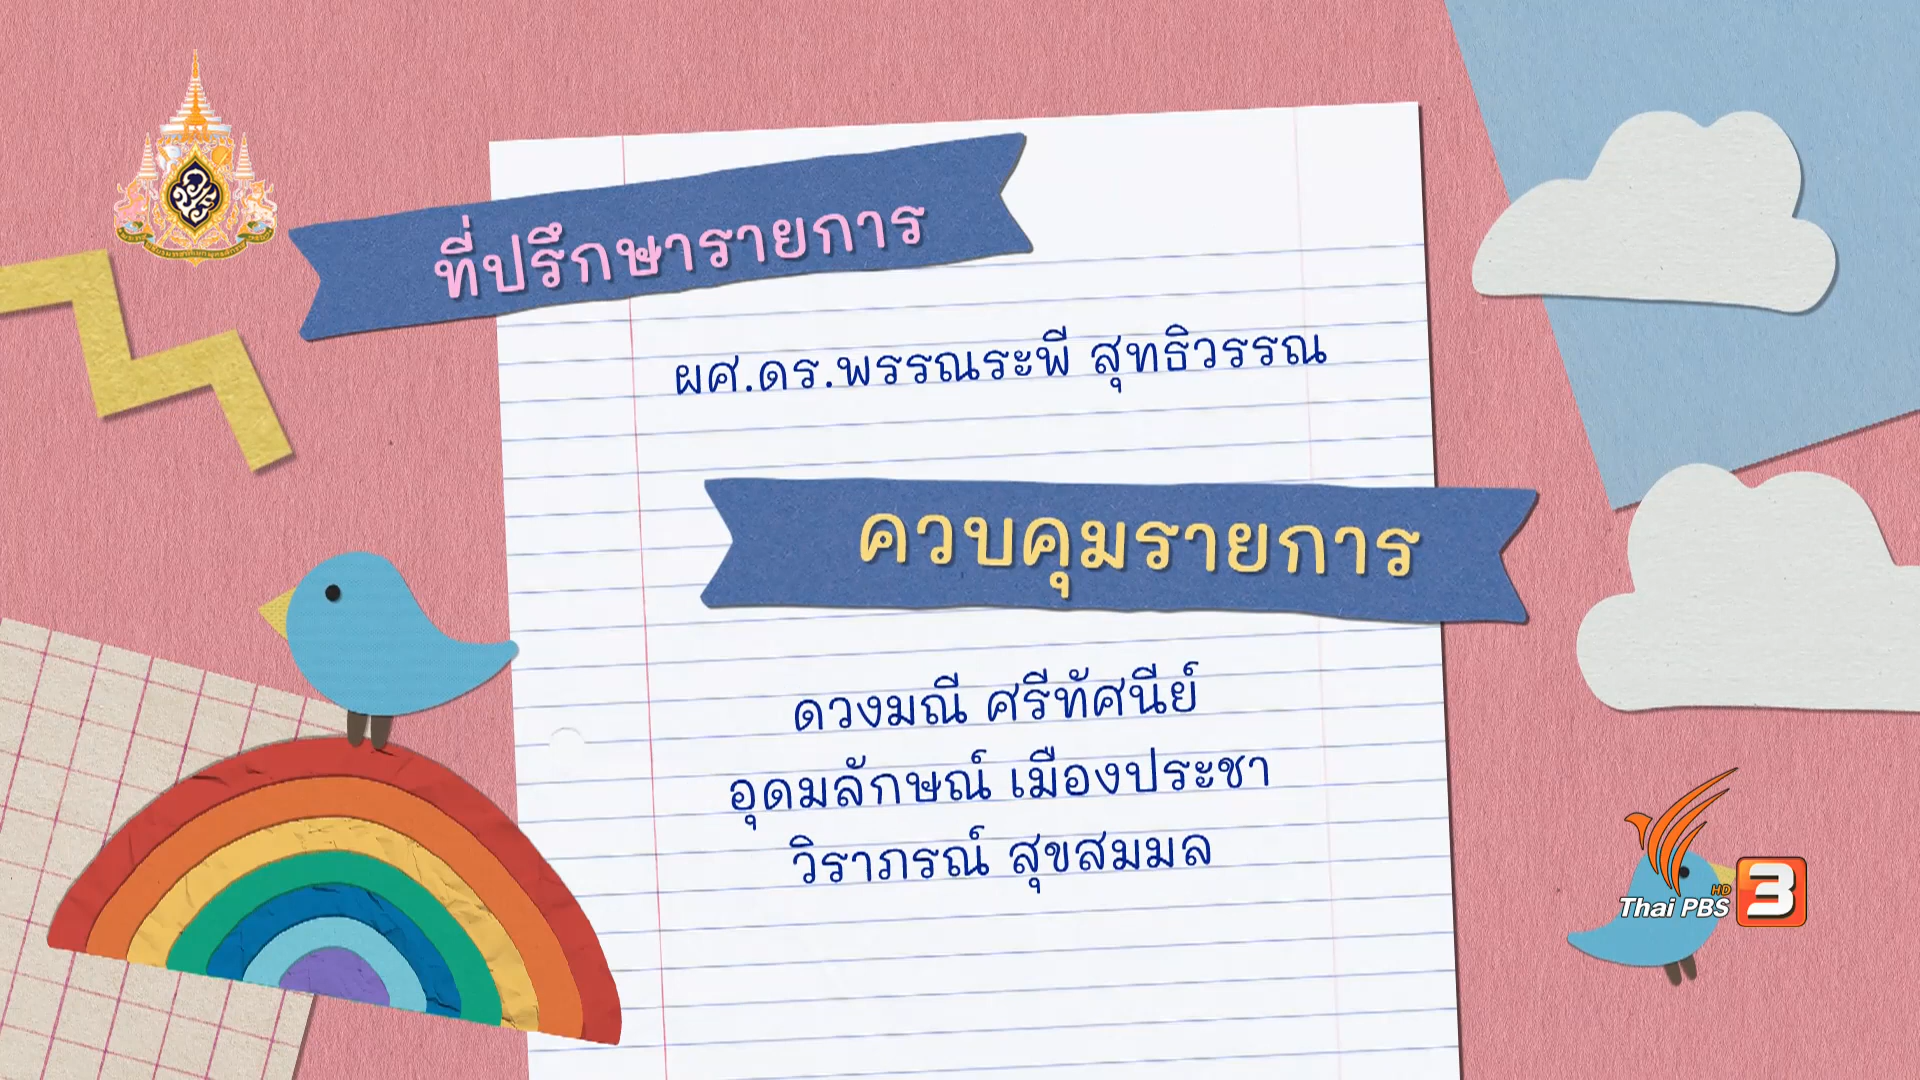 ที่ปรึกษารายการ
ผศ.ดร.พรรณระพี สุทธิวรรณ
ควบคุมรายการ
ดวงมณี ศรีทัศนีย์
อุดมลักษณ์ เมืองประชา
วิราภรณ์ สุขสมมล
HD
Thai PBS 3